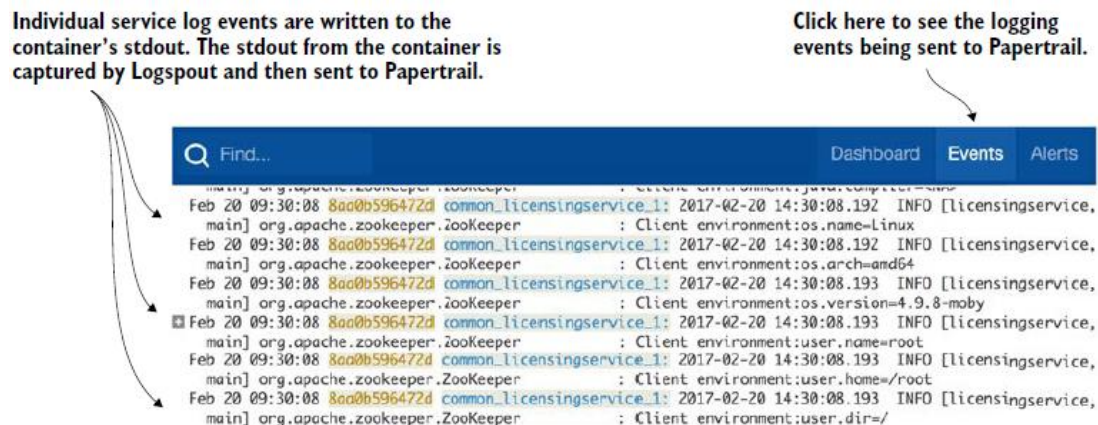 Individual service log events are written to the
container's stdout. The stdout from the container is
captured by Logspout and then sent to Papertrail.
Click here to see the logging
events being sent to Papertrail.
Find...
Dashboard Events Alerts
main] org.apache.zookeeper.ZooKeeper : Client environment:java.compiler=<NA>
Feb 20 09:30:08 8aa0b596472d common_licensingservice_1: 2017-02-20 14:30:08.192 INFO [licensingservice,
main] org.apache.zookeeper.ZooKeeper : Client environment:os.name=Linux
Feb 20 09:30:08 8aa0b596472d common_licensingservice_1: 2017-02-20 14:30:08.192 INFO [licensingservice,
main] org.apache.zookeeper.ZooKeeper : Client environment:os.arch=amd64
Feb 20 09:30:08 8aa0b596472d common_licensingservice_1: 2017-02-20 14:30:08.193 INFO [licensingservice,
main] org.apache.zookeeper.ZooKeeper : Client environment:os.version=4.9.8-moby
Feb 20 09:30:08 8aa0b596472d common_licensingservice_1: 2017-02-20 14:30:08.193 INFO [licensingservice,
main] org.apache.zookeeper.ZooKeeper : Client environment:user.name=root
Feb 20 09:30:08 8aa0b596472d common_licensingservice_1: 2017-02-20 14:30:08.193 INFO [licensingservice,
main] org.apache.zookeeper.ZooKeeper : Client environment:user.home=/root
Feb 20 09:30:08 8aa0b596472d common_licensingservice_1: 2017-02-20 14:30:08.193 INFO [licensingservice,
main] org.apache.zookeeper.ZooKeeper : Client environment:user.dir=/